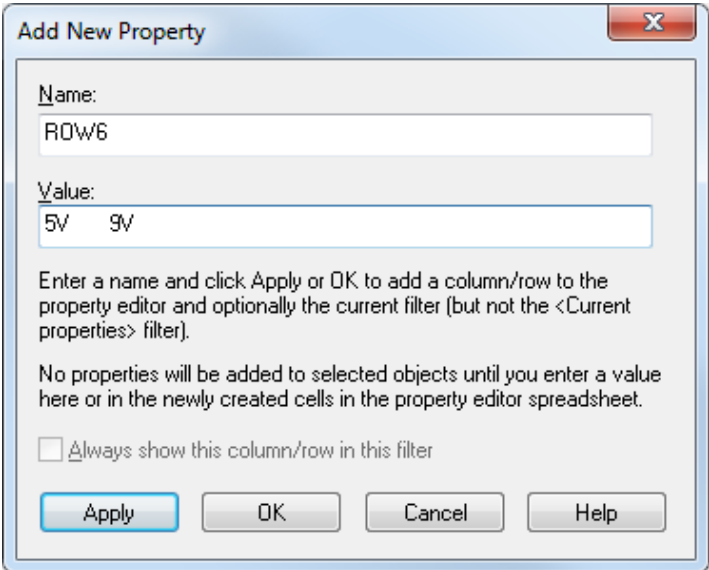 Add New Property
Name:
ROW6
Value:
5V 9V
Enter a name and click Apply or OK to add a column/row to the
property editor and optionally the current filter (but not the <Current
properties> filter).
No properties will be added to selected objects until you enter a value
here or in the newly created cells in the property editor spreadsheet.
Always show this column/row in this filter
Apply OK Cancel Help